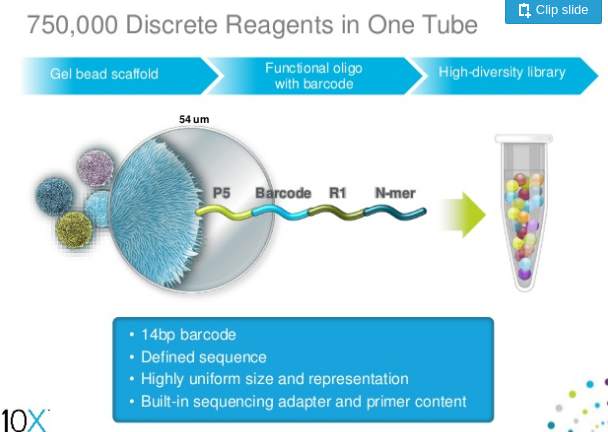 750,000 Discrete Reagents in One Tube
Clip slide
Gel bead scaffold
Functional oligo
with barcode
High-diversity library
54 um
P5 Barcode R1 N-mer
• 14bp barcode
• Defined sequence
• Highly uniform size and representation
• Built-in sequencing adapter and primer content
10X